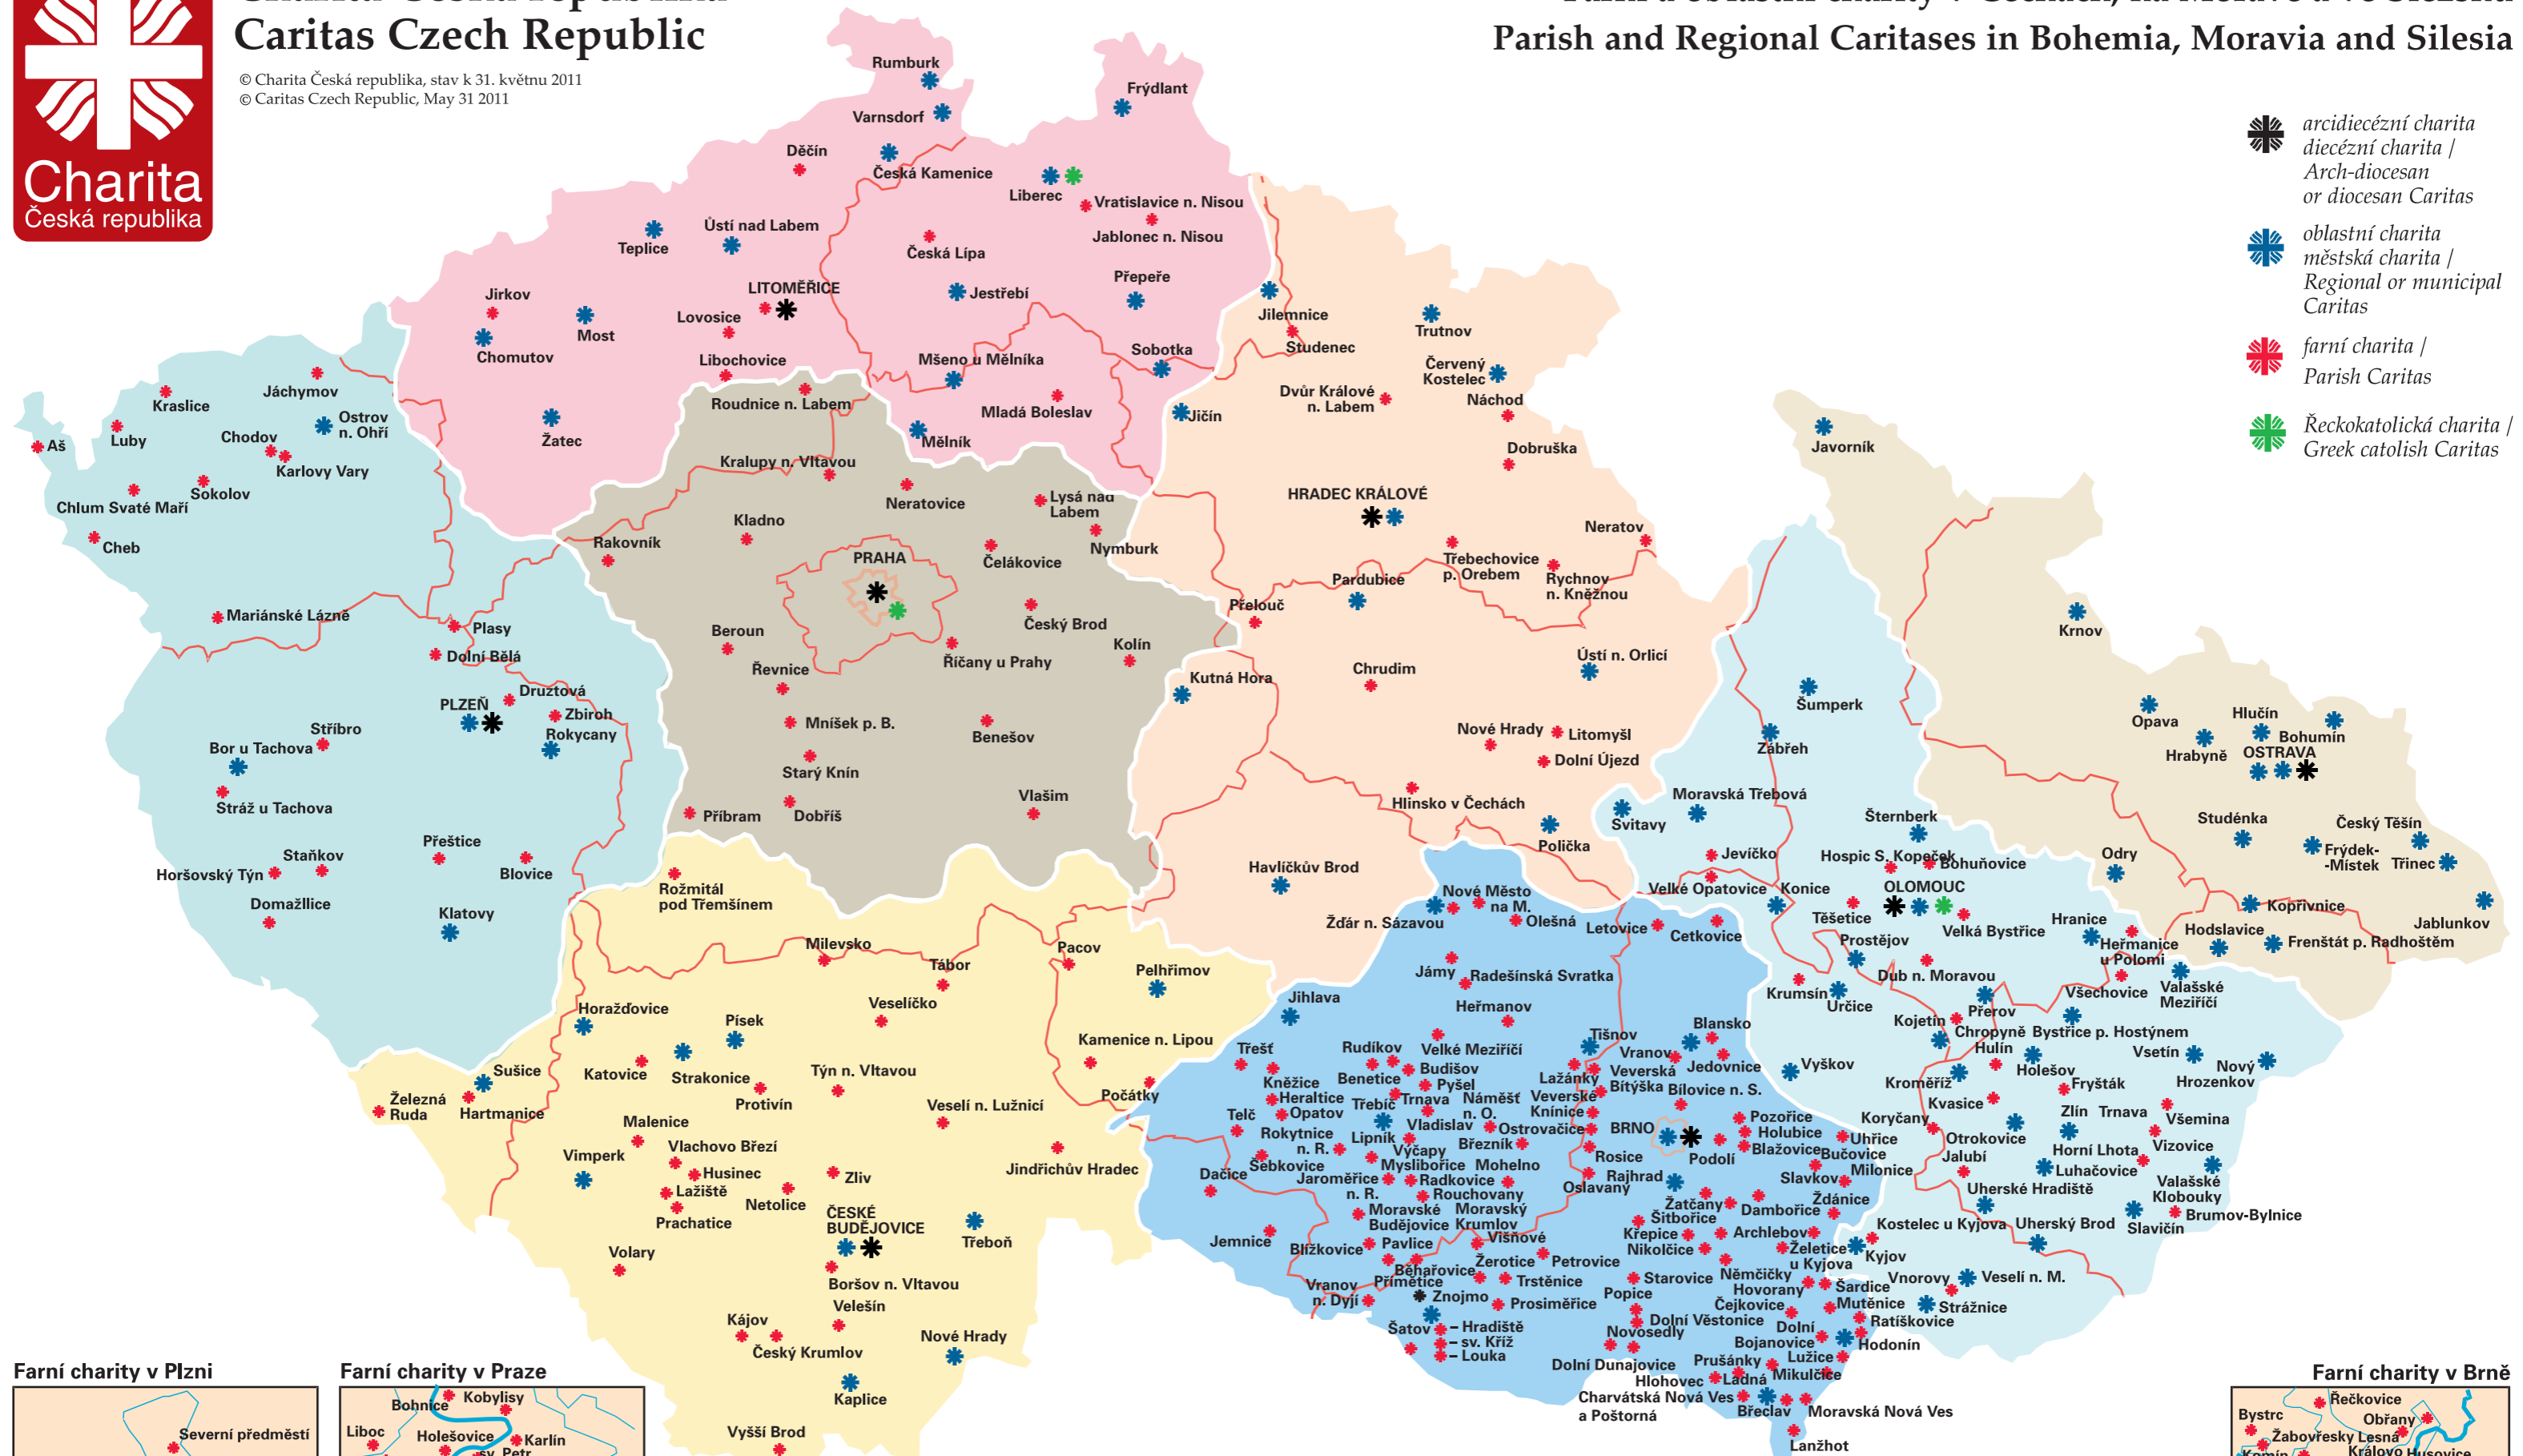 Charita Česká republika
Caritas Czech Republic
© Charita Česká republika, stav k 31. květnu 2011
© Caritas Czech Republic, May 31 2011
Charita
Česká republika
Parish and Regional Caritases in Bohemia, Moravia and Silesia
arcidiecézní charita
diecézní charita /
Arch-diocesan
or diocesan Caritas
oblastní charita
městská charita /
Regional or municipal
Caritas
farní charita /
Parish Caritas
Řeckokatolická charita /
Greek catolish Caritas
Rumburk
Varnsdorf
Frýdlant
Děčín
Česká Kamenice
Liberec
Vratislavice n. Nisou
Jablonec n. Nisou
Teplice
Ústí nad Labem
Česká Lípa
Jestřebí
Přepeře
LITOMĚŘICE
Lovosice
Jirkov
Most
Chomutov
Libochovice
Mšeno u Mělníka
Sobotka
Roudnice n. Labem
Mladá Boleslav
Mělník
Žatec
Jilemnice
Studenec
Trutnov
Červený
Kostelec
Dvůr Králové
n. Labem
Náchod
Jičín
Dobruška
HRADEC KRÁLOVÉ
Neratov
Třebechovice
p. Orebem
Rychnov
n. Kněžnou
Pardubice
Přelouč
Kutná Hora
Chrudim
Ústí n. Orlicí
Nové Hrady
Litomyšl
Dolní Újezd
Hlinsko v Čechách
Polička
Havlíčkův Brod
Kraslice
Jáchymov
Luby
Ostrov
n. Ohří
Aš
Chodov
Karlovy Vary
Sokolov
Chlum Svaté Maří
Cheb
Mariánské Lázně
Plasy
Dolní Bělá
Druztová
PLZEŇ
Zbiroh
Rokycany
Stříbro
Bor u Tachova
Stráž u Tachova
Přeštice
Staňkov
Horšovský Týn
Blovice
Domažllice
Klatovy
Kralupy n. Vltavou
Neratovice
Lysá nad
Labem
Nymburk
Kladno
Rakovník
PRAHA
Čelákovice
Český Brod
Beroun
Řevnice
Říčany u Prahy
Kolín
Mníšek p. B.
Benešov
Starý Knín
Příbram
Dobříš
Vlašim
Rožmitál
pod Třemšínem
Milevsko
Tábor
Pacov
Pelhřimov
Veselíčko
Horažďovice
Písek
Kamenice n. Lipou
Sušice
Katovice
Strakonice
Týn n. Vltavou
Počátky
Železná
Ruda
Hartmanice
Protivín
Veselí n. Lužnicí
Malenice
Vlachovo Březí
Vimperk
Husinec
Zliv
Jindřichův Hradec
Lažiště
Netolice
Prachatice
ČESKÉ
BUDĚJOVICE
Třeboň
Volary
Boršov n. Vltavou
Velešín
Kájov
Český Krumlov
Nové Hrady
Kaplice
Vyšší Brod
Javorník
Krnov
Opava
Hlučín
Bohumín
Hrabyně
OSTRAVA
Studénka
Český Těšín
Frýdek-
-Místek
Třinec
Odry
Kopřivnice
Jablunkov
Hodslavice
Frenštát p. Radhoštěm
Šumperk
Zábřeh
Moravská Třebová
Svitavy
Šternberk
Jevíčko
Hospic S. Kopeček
Bohuňovice
Velké Opatovice
Konice
OLOMOUC
Těšetice
Velká Bystřice
Hranice
Heřmanice
u Polomi
Prostějov
Dub n. Moravou
Krumsín
Určice
Všechovice
Valašské
Meziříčí
Přerov
Kojetín
Chropyně
Bystřice p. Hostýnem
Hulín
Vsetín
Holešov
Nový
Hrozenkov
Vyškov
Kroměříž
Fryšták
Kvasice
Zlín
Trnava
Všemina
Koryčany
Otrokovice
Vizovice
Horní Lhota
Jalubí
Luhačovice
Uherské Hradiště
Valašské
Klobouky
Brumov-Bylnice
Kostelec u Kyjova
Uherský Brod
Slavičín
Kyjov
Vnorovy
Veselí n. M.
Strážnice
Nové Město
na M.
Žďár n. Sázavou
Olešná
Letovice
Cetkovice
Jámy
Radešínská Svratka
Jihlava
Heřmanov
Blansko
Tišnov
Třešť
Rudíkov
Velké Meziříčí
Vranov
Jedovnice
Kněžice
Benetice
Budišov
Lažánky
Veverská
Bítýška
Pyšel
Bílovice n. S.
Heraltice
Třebíč
Trnava
Náměšť
n. O.
Veverské
Knínice
Telč
Opatov
Vladislav
Ostrovačice
BRNO
Pozořice
Rokytnice
n. R.
Lipník
Březník
Holubice
Uhřice
Výčapy
Rosice
Podolí
Blažovice
Bučovice
Šebkovice
Myslibořice
Mohelno
Milonice
Dačice
Jaroměřice
n. R.
Radkovice
Oslavany
Rajhrad
Slavkov
Rouchovany
Žatčany
Ždánice
Moravské
Budějovice
Moravský
Krumlov
Šitbořice
Dambořice
Jemnice
Blížkovice
Pavlice
Višňové
Křepice
Archlebov
Nikolčice
Želetice
u Kyjova
Běhařovice
Žerotice
Petrovice
Přímětice
Trstěnice
Starovice
Němčičky
Vranov
n. Dyjí
Znojmo
Prosiměřice
Popice
Hovorany
Šardice
Čejkovice
Mutěnice
Šatov
Hradiště
sv. Kříž
Louka
Dolní Věstonice
Ratíškovice
Novosedly
Dolní
Bojanovice
Hodonín
Dolní Dunajovice
Prušánky
Lužice
Hlohovec
Ladná
Mikulčice
Charvátská Nová Ves
a Poštorná
Břeclav
Moravská Nová Ves
Lanžhot
Farní charity v Plzni
Severní předměstí
Farní charity v Praze
Bohnice
Kobylisy
Liboc
Holešovice
Karlín
sv. Petr
Farní charity v Brně
Řečkovice
Bystrc
Obřany
Žabovřesky
Lesná
Komín
Královo
Husovice